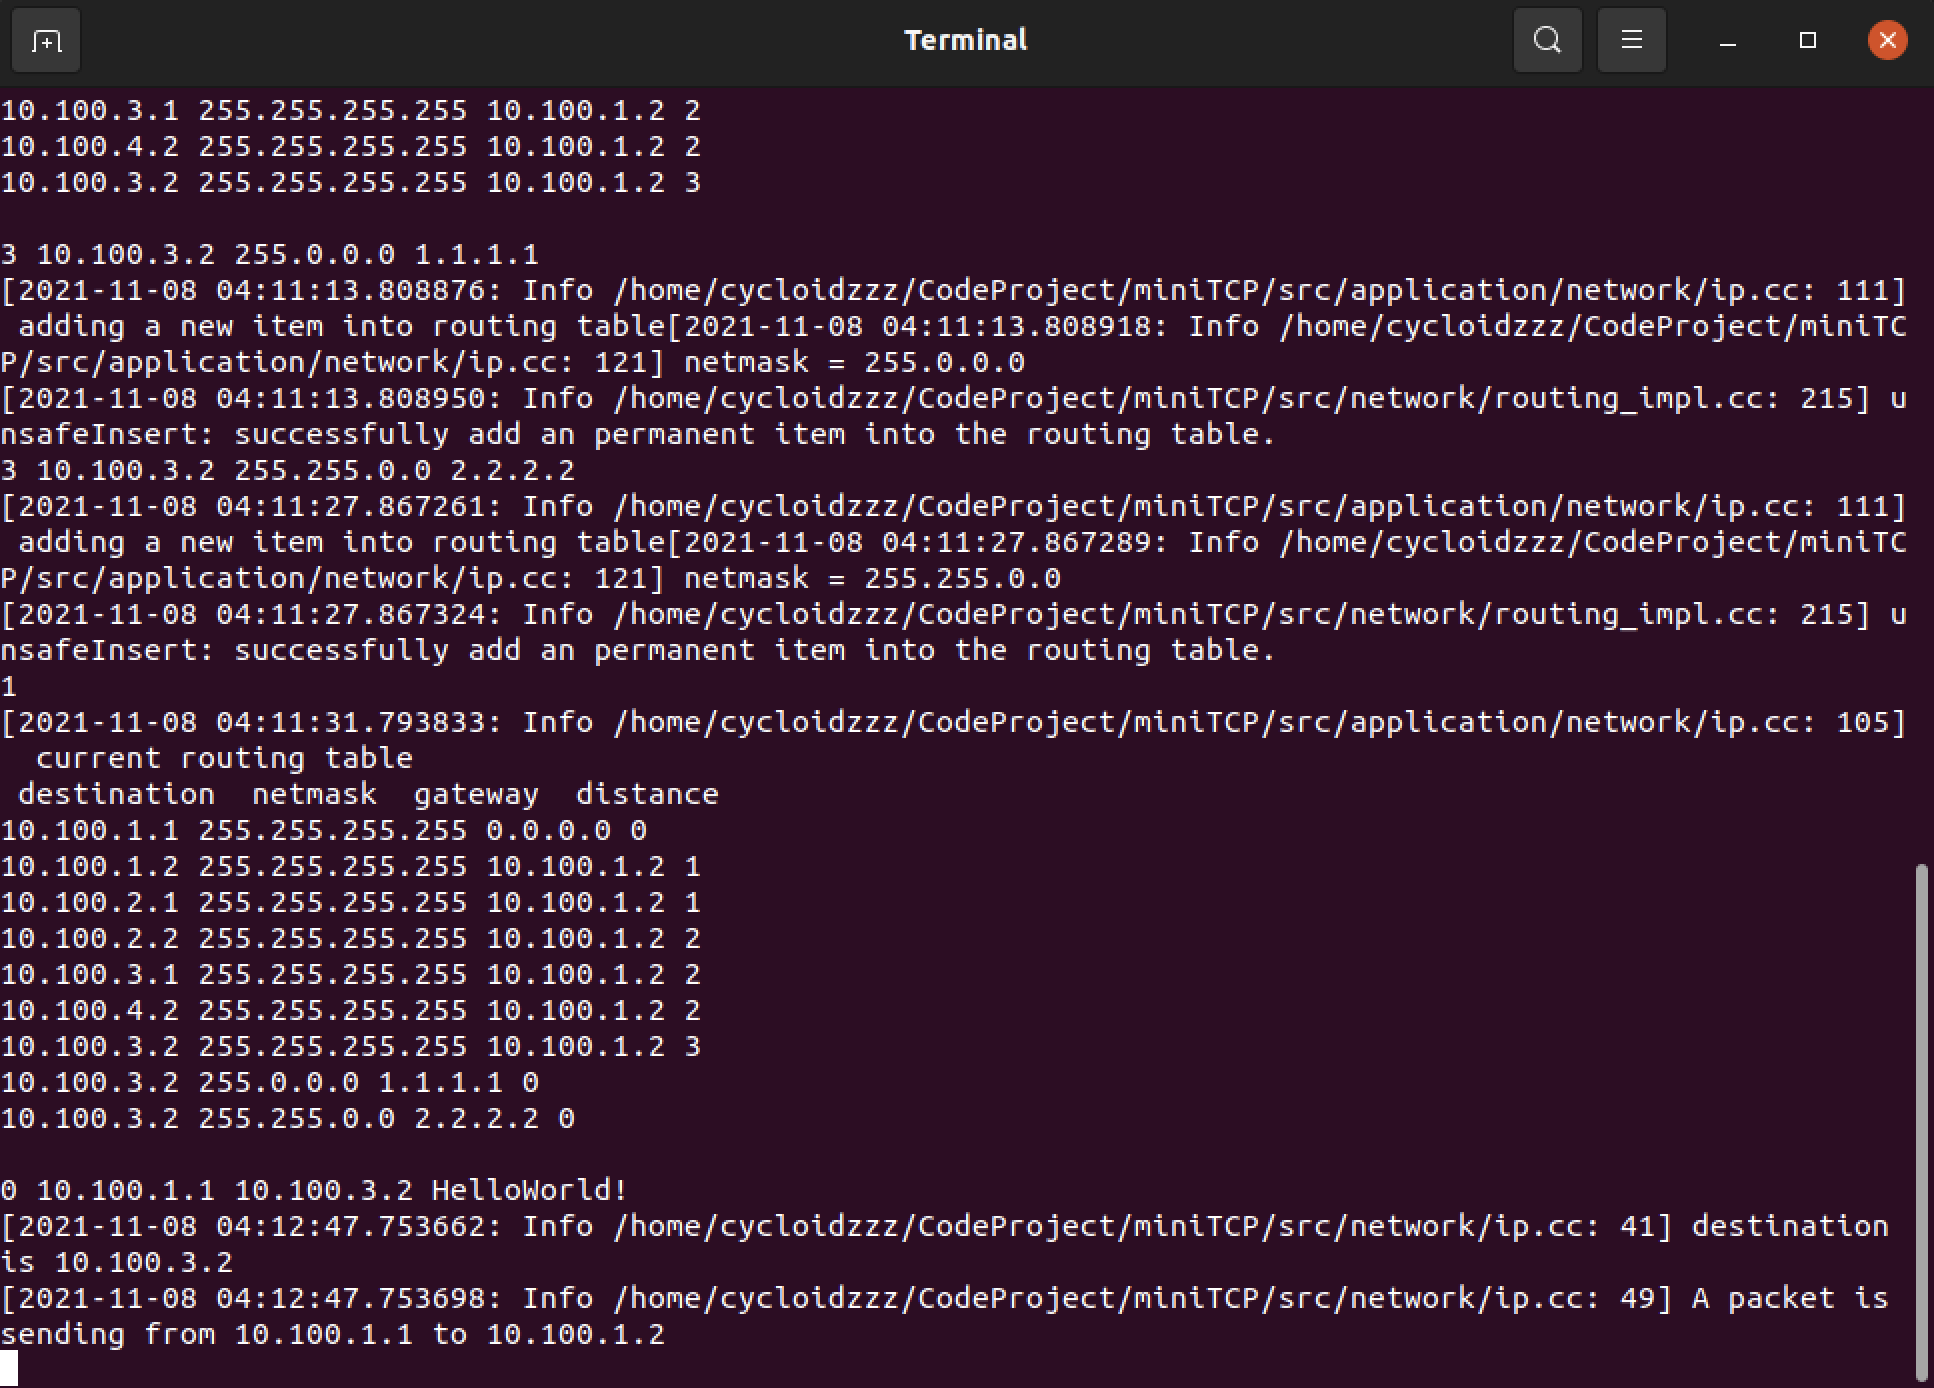 Terminal
10.100.3.1 255.255.255.255 10.100.1.2 2
10.100.4.2 255.255.255.255 10.100.1.2 2
10.100.3.2 255.255.255.255 10.100.1.2 3
3 10.100.3.2 255.0.0.0 1.1.1.1
[2021-11-08 04:11:13.808876: Info /home/cycloidzzz/CodeProject/miniTCP/src/application/network/ip.cc: 111]
 adding a new item into routing table[2021-11-08 04:11:13.808918: Info /home/cycloidzzz/CodeProject/miniTC
P/src/application/network/ip.cc: 121] netmask = 255.0.0.0
[2021-11-08 04:11:13.808950: Info /home/cycloidzzz/CodeProject/miniTCP/src/network/routing_impl.cc: 215] u
nsafeInsert: successfully add an permanent item into the routing table.
3 10.100.3.2 255.255.0.0 2.2.2.2
[2021-11-08 04:11:27.867261: Info /home/cycloidzzz/CodeProject/miniTCP/src/application/network/ip.cc: 111]
 adding a new item into routing table[2021-11-08 04:11:27.867289: Info /home/cycloidzzz/CodeProject/miniTC
P/src/application/network/ip.cc: 121] netmask = 255.255.0.0
[2021-11-08 04:11:27.867324: Info /home/cycloidzzz/CodeProject/miniTCP/src/network/routing_impl.cc: 215] u
nsafeInsert: successfully add an permanent item into the routing table.
1
[2021-11-08 04:11:31.793833: Info /home/cycloidzzz/CodeProject/miniTCP/src/application/network/ip.cc: 105]
  current routing table
 destination  netmask  gateway  distance
10.100.1.1 255.255.255.255 0.0.0.0 0
10.100.1.2 255.255.255.255 10.100.1.2 1
10.100.2.1 255.255.255.255 10.100.1.2 1
10.100.2.2 255.255.255.255 10.100.1.2 2
10.100.3.1 255.255.255.255 10.100.1.2 2
10.100.4.2 255.255.255.255 10.100.1.2 2
10.100.3.2 255.255.255.255 10.100.1.2 3
10.100.3.2 255.0.0.0 1.1.1.1 0
10.100.3.2 255.255.0.0 2.2.2.2 0
0 10.100.1.1 10.100.3.2 HelloWorld!
[2021-11-08 04:12:47.753662: Info /home/cycloidzzz/CodeProject/miniTCP/src/network/ip.cc: 41] destination
is 10.100.3.2
[2021-11-08 04:12:47.753698: Info /home/cycloidzzz/CodeProject/miniTCP/src/network/ip.cc: 49] A packet is
sending from 10.100.1.1 to 10.100.1.2